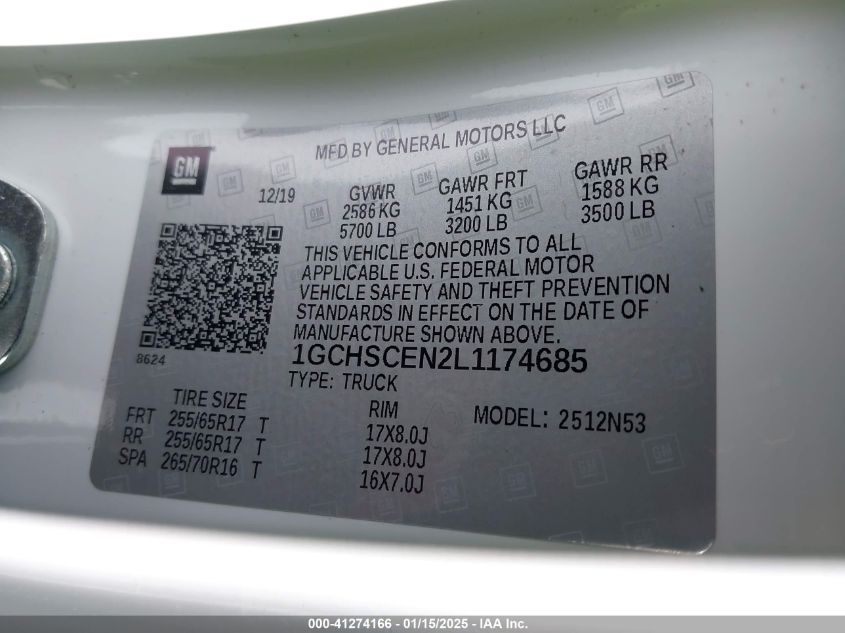 GM
MFD BY GENERAL MOTORS LLC
12/19 GVWR GAWR FRT GAWR RR
2586 KG 1451 KG 1588 KG
5700 LB 3200 LB 3500 LB
THIS VEHICLE CONFORMS TO ALL
APPLICABLE U.S. FEDERAL MOTOR
VEHICLE SAFETY AND THEFT PREVENTION
STANDARDS IN EFFECT ON THE DATE OF
MANUFACTURE SHOWN ABOVE.
8624
1GCHSCEN2L1174685
TYPE: TRUCK
TIRE SIZE RIM MODEL: 2512N53
FRT 255/65R17 T 17X8.0J
RR 255/65R17 T 17X8.0J
SPA 265/70R16 T 16X7.0J
000-41274166 - 01/15/2025 - IAA Inc.